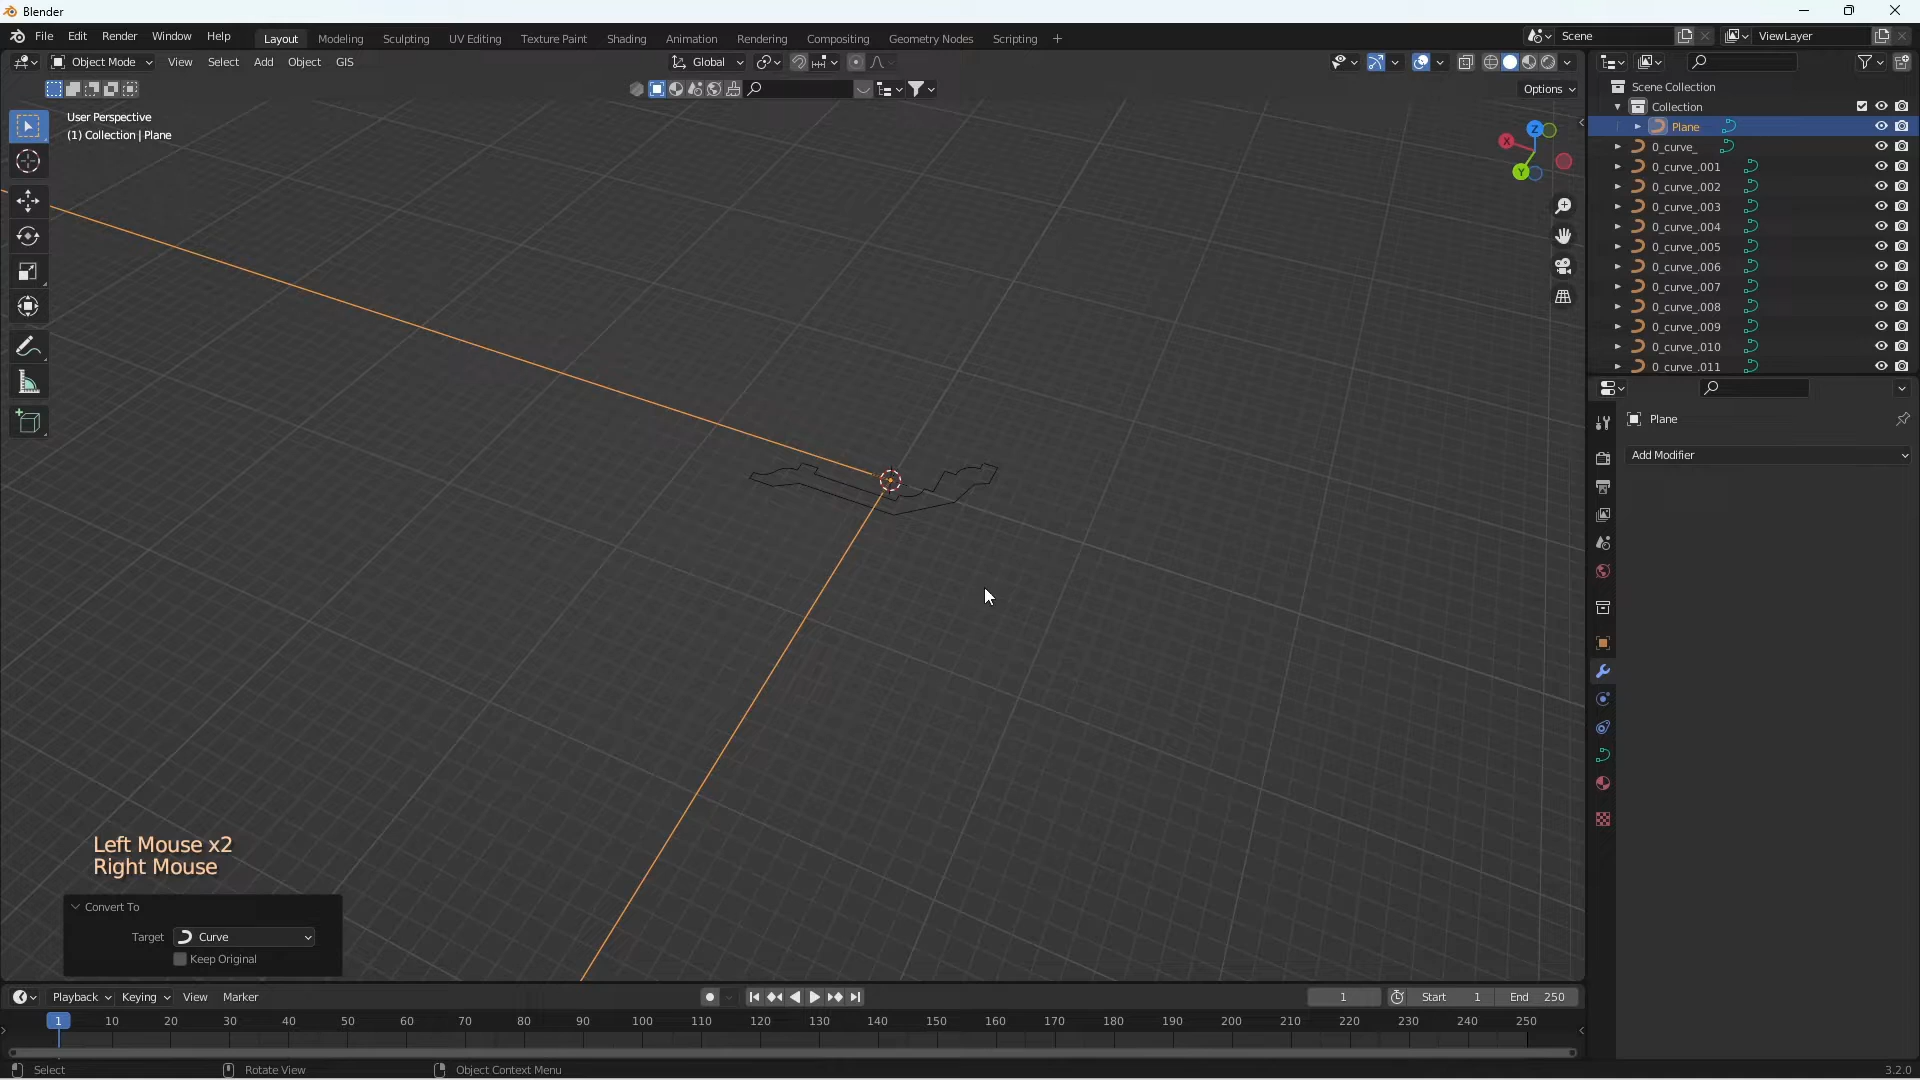 Blender
File Edit Render Window Help
Layout Modeling Sculpting UV Editing Texture Paint Shading Animation Rendering Compositing Geometry Nodes Scripting +
Scene
ViewLayer
Object Mode View Select Add Object GIS
Global
Options
User Perspective
(1) Collection | Plane
Z
X
Y
Scene Collection
Collection
Plane
0_curve_
0_curve_.001
0_curve_.002
0_curve_.003
0_curve_.004
0_curve_.005
0_curve_.006
0_curve_.007
0_curve_.008
0_curve_.009
0_curve_.010
0_curve_.011
Plane
Add Modifier
Left Mouse x2
Right Mouse
Convert To
Target Curve
Keep Original
Playback Keying View Marker
1
Start 1
End 250
1 10 20 30 40 50 60 70 80 90 100 110 120 130 140 150 160 170 180 190 200 210 220 230 240 250
Select
Rotate View
Object Context Menu
3.2.0